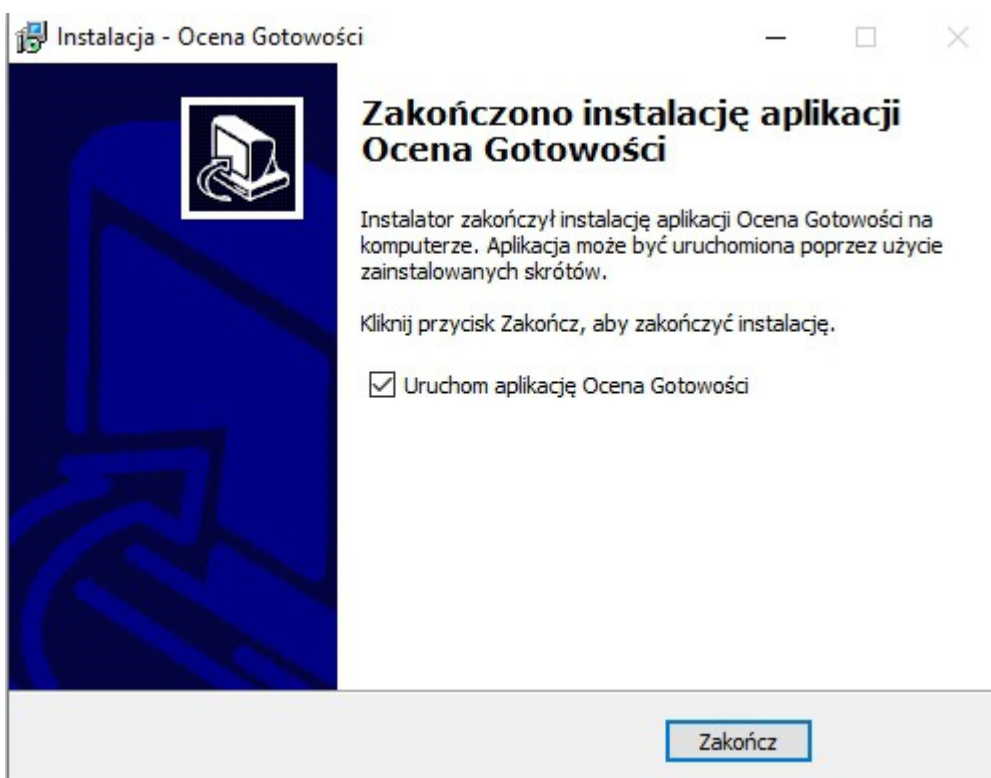 Instalacja - Ocena Gotowości
Zakończono instalację aplikacji
Ocena Gotowości
Instalator zakończył instalację aplikacji Ocena Gotowości na
komputerze. Aplikacja może być uruchomiona poprzez użycie
zainstalowanych skrótów.
Kliknij przycisk Zakończ, aby zakończyć instalację.
Uruchom aplikację Ocena Gotowości
Zakończ